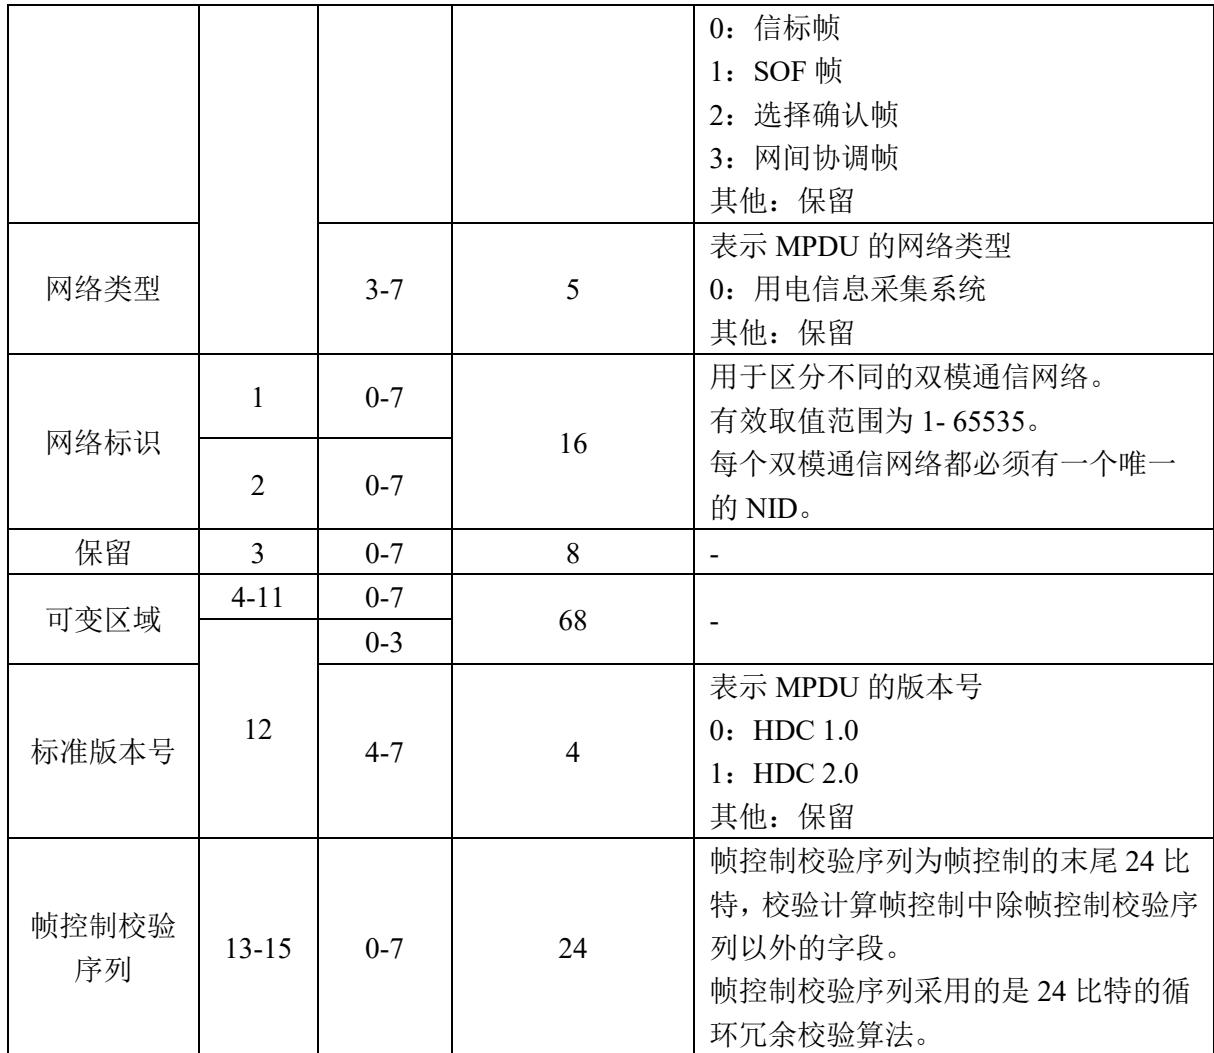 0：信标帧
1：SOF 帧
2：选择确认帧
3：网间协调帧
其他：保留
网络类型
3-7
5
表示 MPDU 的网络类型
0：用电信息采集系统
其他：保留
网络标识
1
0-7
2
0-7
16
用于区分不同的双模通信网络。
有效取值范围为 1- 65535。
每个双模通信网络都必须有一个唯一
的 NID。
保留
3
0-7
8
-
可变区域
4-11
0-7
0-3
68
-
标准版本号
12
4-7
4
表示 MPDU 的版本号
0：HDC 1.0
1：HDC 2.0
其他：保留
帧控制校验
序列
13-15
0-7
24
帧控制校验序列为帧控制的末尾 24 比
特，校验计算帧控制中除帧控制校验序
列以外的字段。
帧控制校验序列采用的是 24 比特的循
环冗余校验算法。